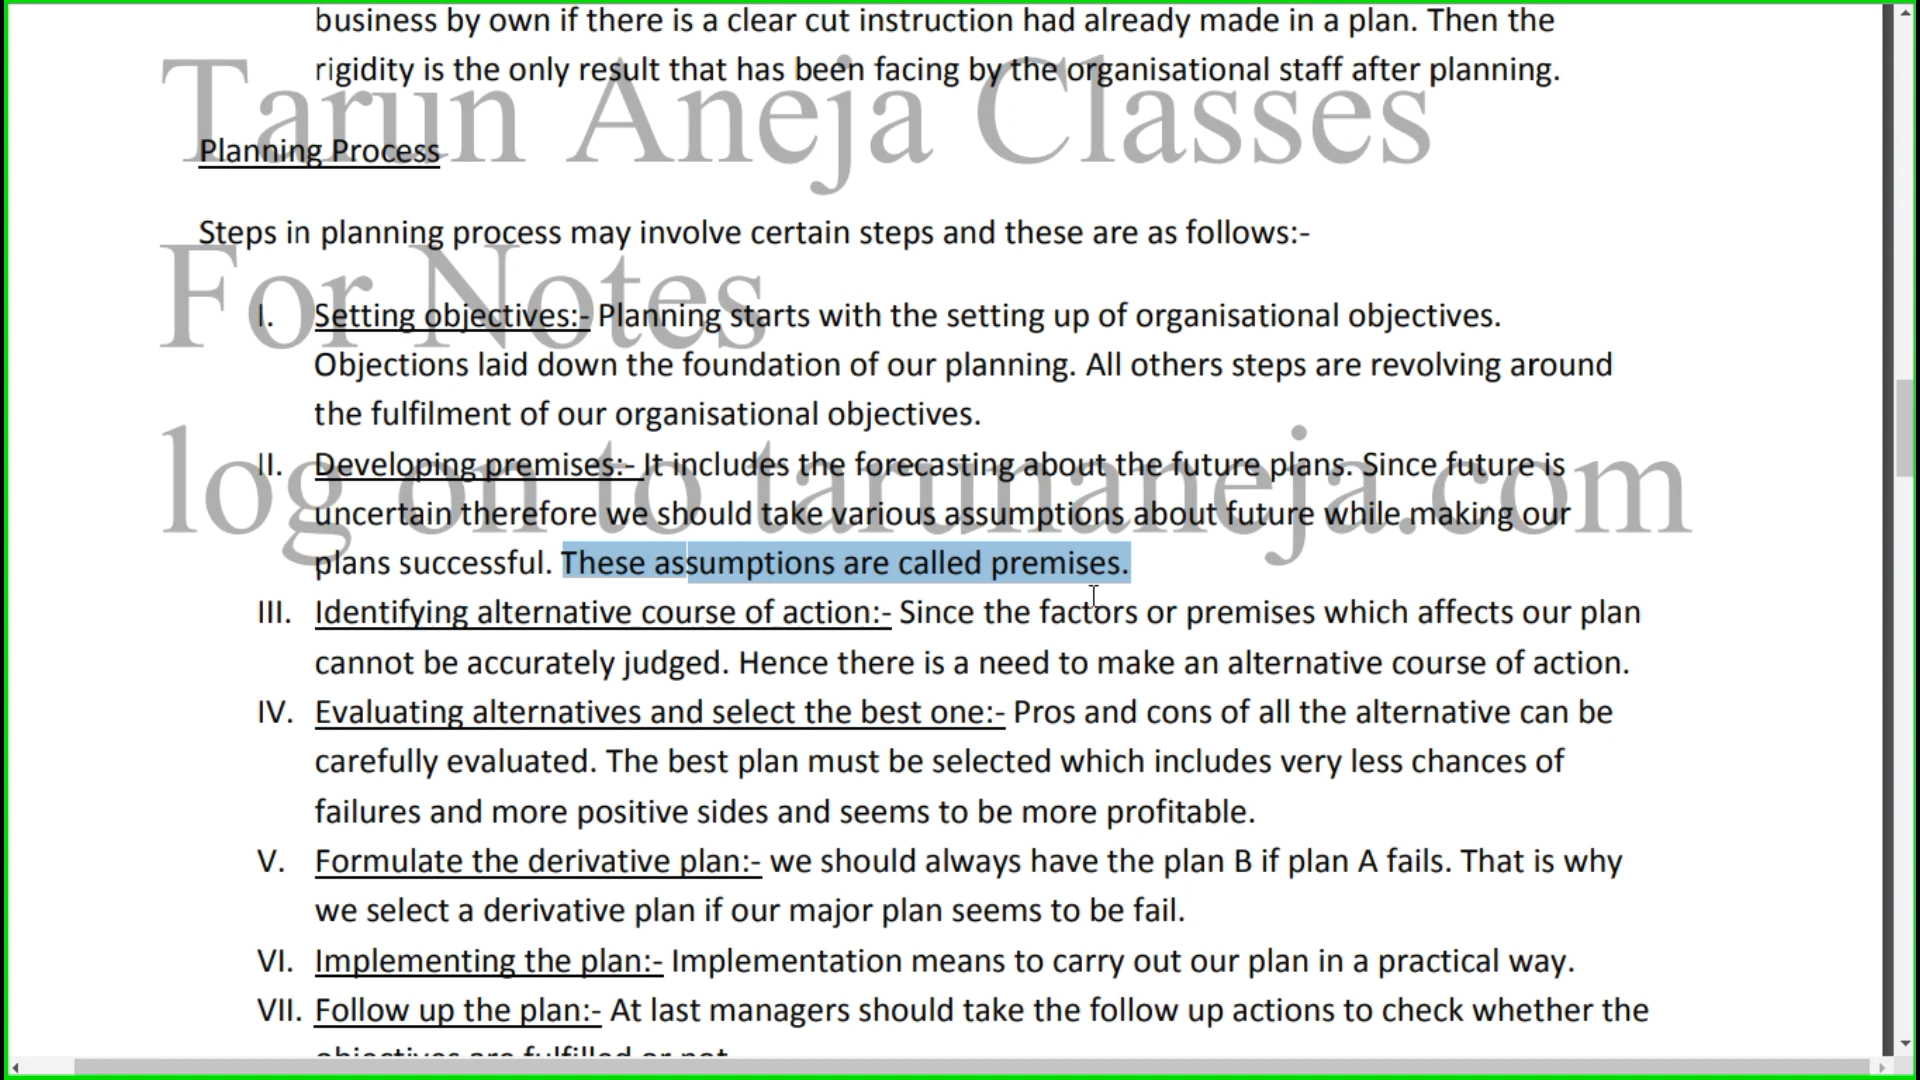 business by own if there is a clear cut instruction had already made in a plan. Then the
rigidity is the only result that has been facing by the organisational staff after planning.
Tarun Aneja Classes
Planning Process
Steps in planning process may involve certain steps and these are as follows:-
For Notes
I. Setting objectives:- Planning starts with the setting up of organisational objectives.
Objections laid down the foundation of our planning. All others steps are revolving around
the fulfilment of our organisational objectives.
log on to tarunaneja.com
II. Developing premises:- It includes the forecasting about the future plans. Since future is
uncertain therefore we should take various assumptions about future while making our
plans successful. These assumptions are called premises.
III. Identifying alternative course of action:- Since the factors or premises which affects our plan
cannot be accurately judged. Hence there is a need to make an alternative course of action.
IV. Evaluating alternatives and select the best one:- Pros and cons of all the alternative can be
carefully evaluated. The best plan must be selected which includes very less chances of
failures and more positive sides and seems to be more profitable.
V. Formulate the derivative plan:- we should always have the plan B if plan A fails. That is why
we select a derivative plan if our major plan seems to be fail.
VI. Implementing the plan:- Implementation means to carry out our plan in a practical way.
VII. Follow up the plan:- At last managers should take the follow up actions to check whether the
objectives are fulfilled or not